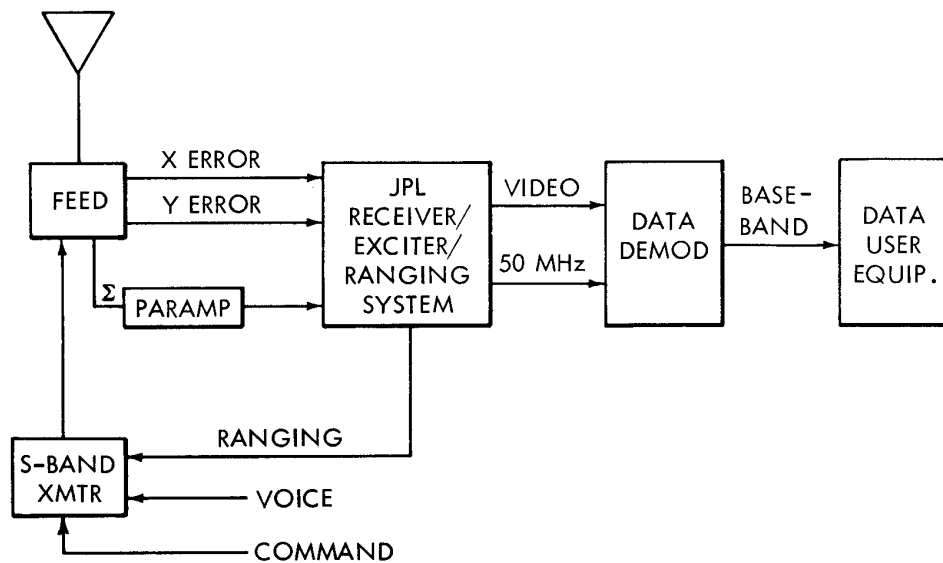 X ERROR
FEED
Y ERROR
Σ
PARAMP
JPL
RECEIVER/
EXCITER/
RANGING
SYSTEM
VIDEO
50 MHz
DATA
DEMOD
BASE-
BAND
DATA
USER
EQUIP.
RANGING
S-BAND
XMTR
VOICE
COMMAND